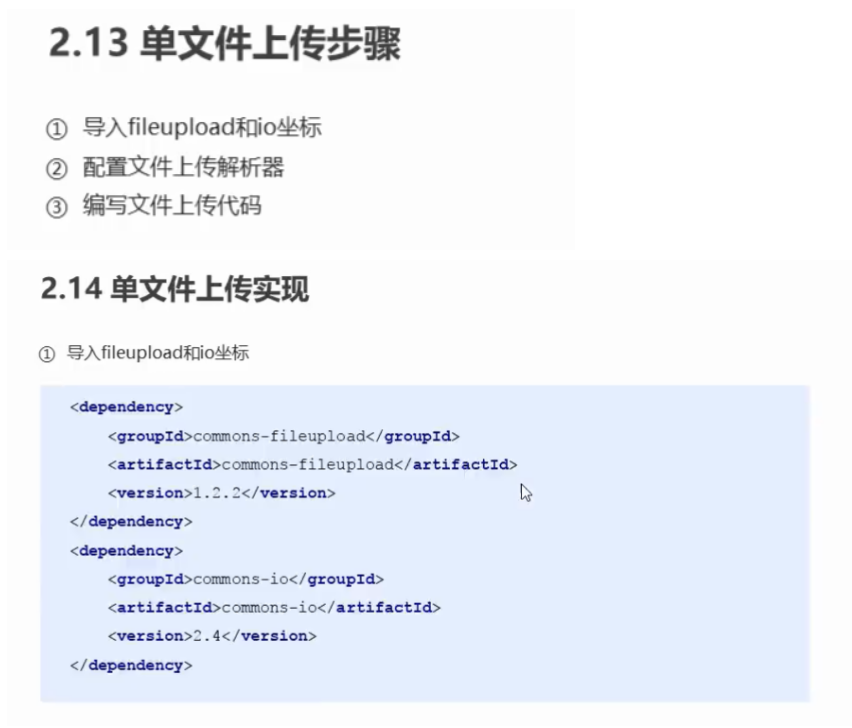 2.13 单文件上传步骤
① 导入fileupload和io坐标
② 配置文件上传解析器
③ 编写文件上传代码
2.14 单文件上传实现
① 导入fileupload和io坐标
<dependency>
<groupId>commons-fileupload</groupId>
<artifactId>commons-fileupload</artifactId>
<version>1.2.2</version>
</dependency>
<dependency>
<groupId>commons-io</groupId>
<artifactId>commons-io</artifactId>
<version>2.4</version>
</dependency>